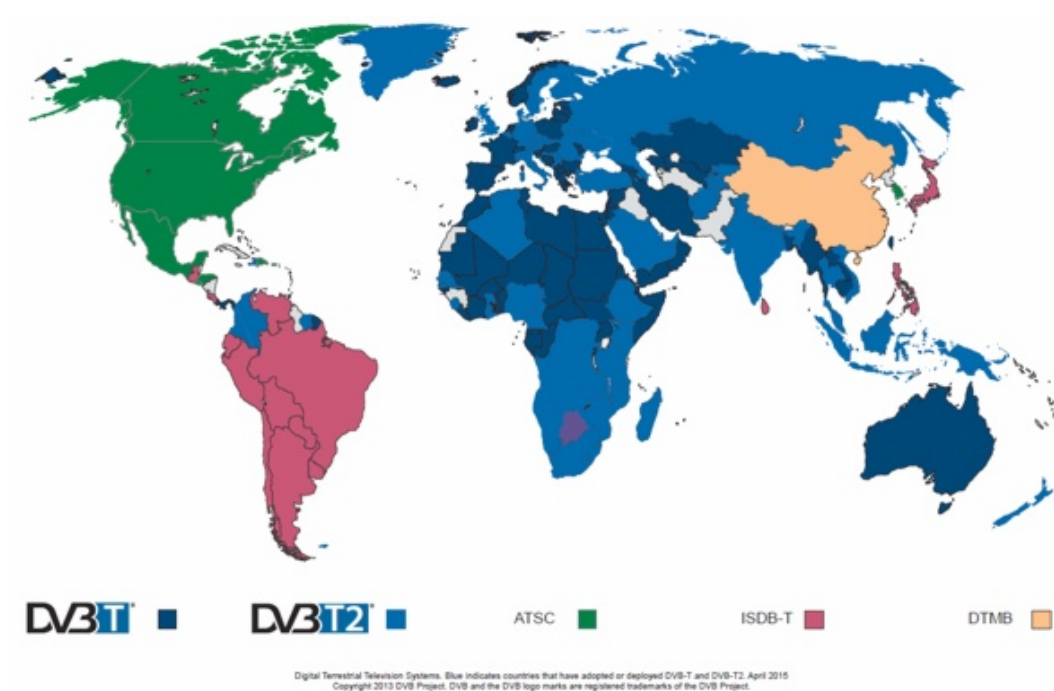 DVB T
DVB T2
ATSC
ISDB-T
DTMB
Digital Terrestrial Television Systems. Blue indicates countries that have adopted or deployed DVB-T and DVB-T2. April 2015
Copyright 2013 DVB Project. DVB and the DVB logo marks are registered trademarks of the DVB Project.